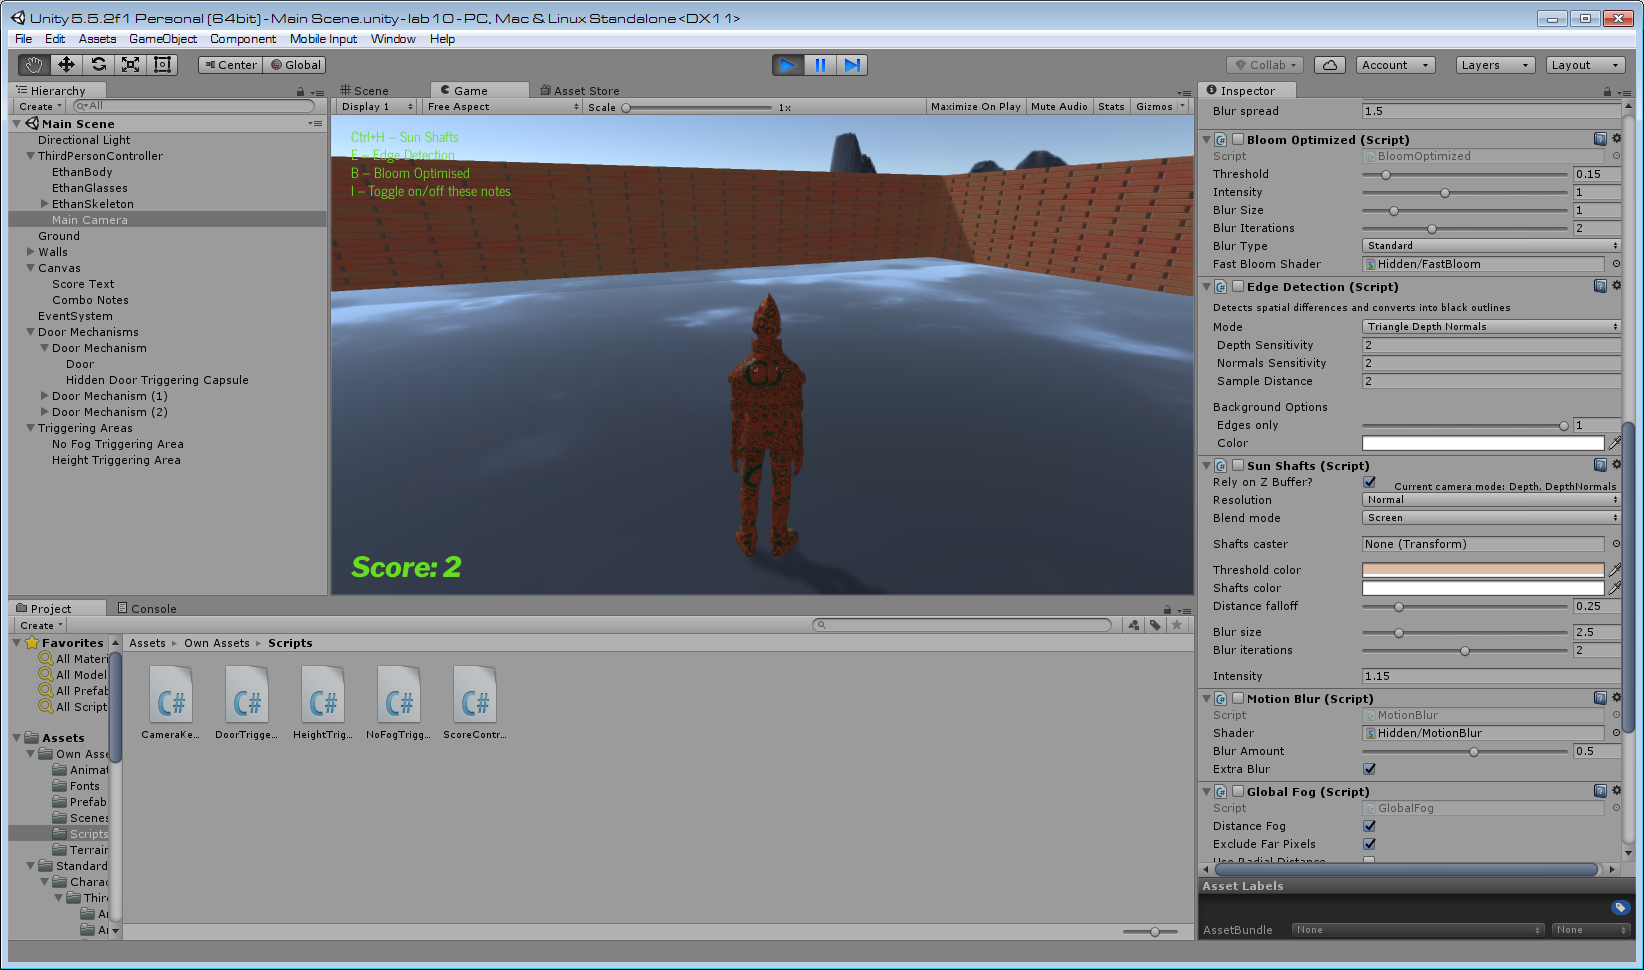 Unity 5.5.2f1 Personal (64bit) - Main Scene.unity - lab 10 - PC, Mac & Linux Standalone <DX11>
File Edit Assets GameObject Component Mobile Input Window Help
Center Global Collab Account Layers Layout
Hierarchy
Create All
Main Scene
Directional Light
ThirdPersonController
EthanBody
EthanGlasses
EthanSkeleton
Main Camera
Ground
Walls
Canvas
Score Text
Combo Notes
EventSystem
Door Mechanisms
Door Mechanism
Door
Hidden Door Triggering Capsule
Door Mechanism (1)
Door Mechanism (2)
Triggering Areas
No Fog Triggering Area
Height Triggering Area
Scene Game Asset Store
Display 1 Free Aspect Scale 1x Maximize On Play Mute Audio Stats Gizmos
Ctrl+H – Sun Shafts
E – Edge Detection
B – Bloom Optimised
I – Toggle on/off these notes
Score: 2
Project Console
Create
Favorites
All Materi
All Model
All Prefab
All Script
Assets
Own Asse
Animat
Fonts
Prefab
Scenes
Scripts
Terrair
Standard
Charac
Thir
Ar
Ar
Assets Own Assets Scripts
CameraKe... DoorTrigge... HeightTrig... NoFogTrigg... ScoreContr...
Inspector
Blur spread 1.5
Bloom Optimized (Script)
Script BloomOptimized
Threshold 0.15
Intensity 1
Blur Size 1
Blur Iterations 2
Blur Type Standard
Fast Bloom Shader Hidden/FastBloom
Edge Detection (Script)
Detects spatial differences and converts into black outlines
Mode Triangle Depth Normals
Depth Sensitivity 2
Normals Sensitivity 2
Sample Distance 2
Background Options
Edges only 1
Color
Sun Shafts (Script)
Rely on Z Buffer? Current camera mode: Depth, DepthNormals
Resolution Normal
Blend mode Screen
Shafts caster None (Transform)
Threshold color
Shafts color
Distance falloff 0.25
Blur size 2.5
Blur iterations 2
Intensity 1.15
Motion Blur (Script)
Script MotionBlur
Shader Hidden/MotionBlur
Blur Amount 0.5
Extra Blur
Global Fog (Script)
Script GlobalFog
Distance Fog
Exclude Far Pixels
Use Radial Distance
Asset Labels
AssetBundle None None